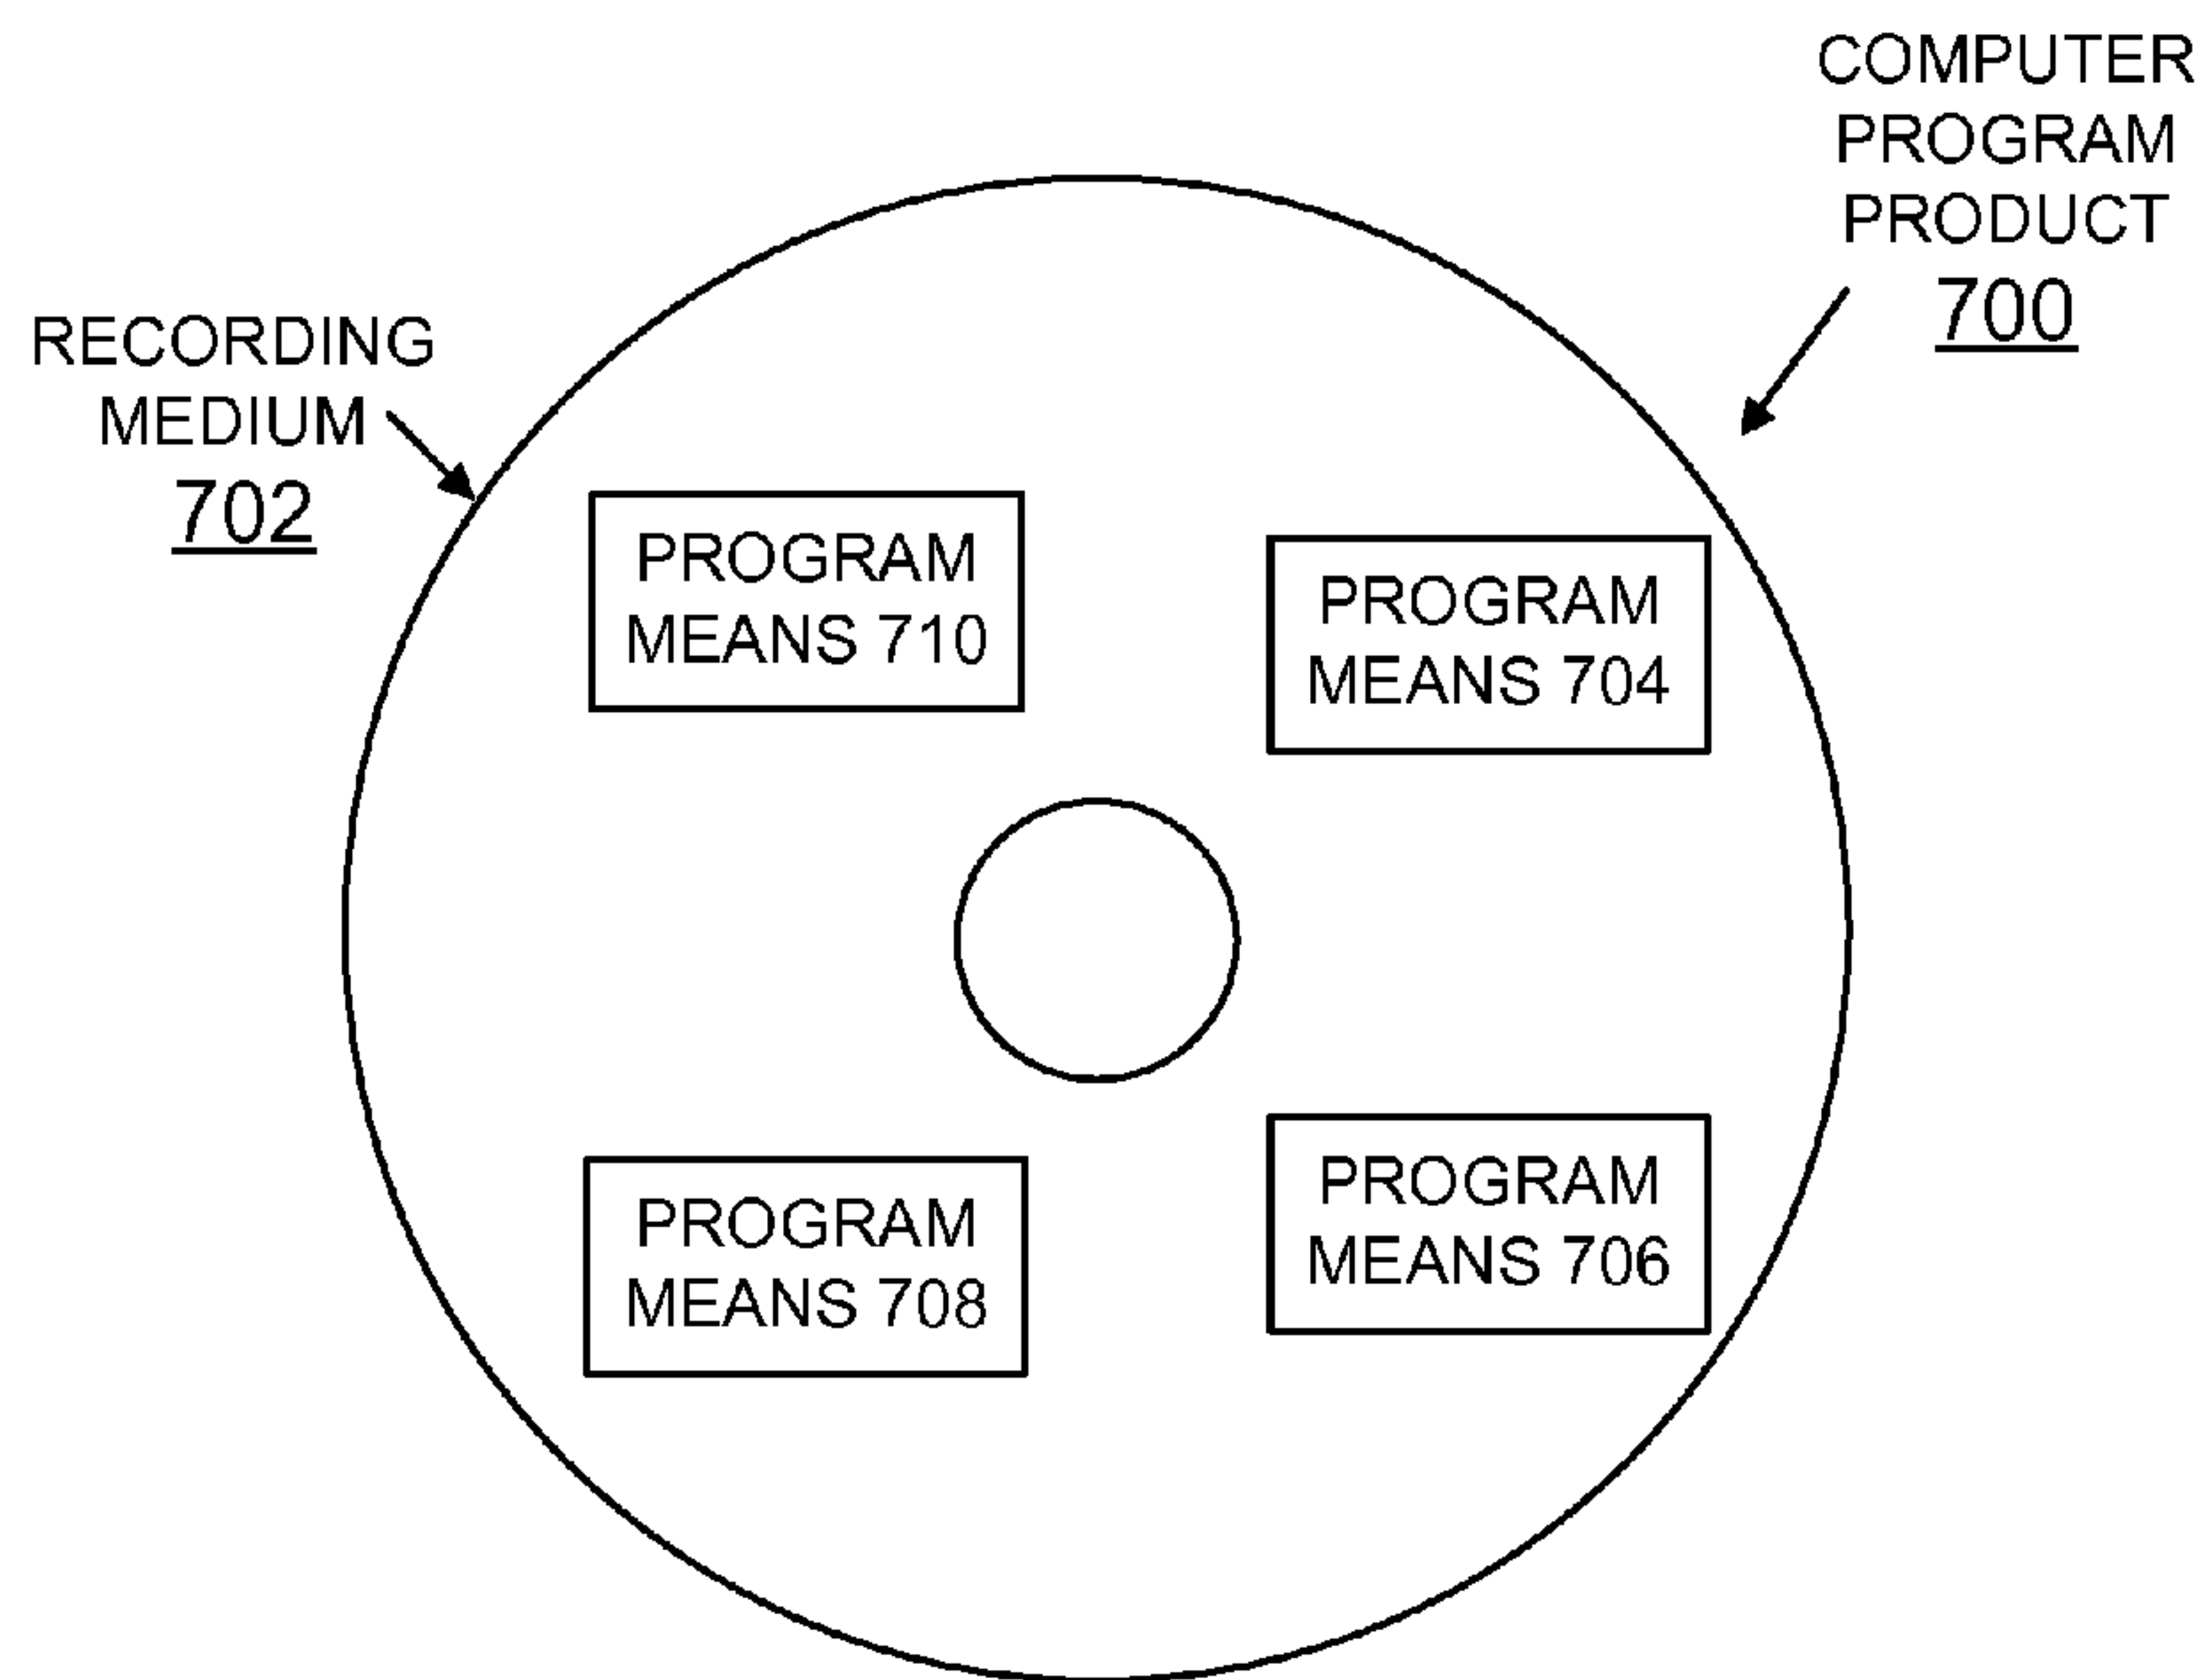 COMPUTER
PROGRAM
PRODUCT
700
RECORDING
MEDIUM
702
PROGRAM
MEANS 710
PROGRAM
MEANS 704
PROGRAM
MEANS 708
PROGRAM
MEANS 706